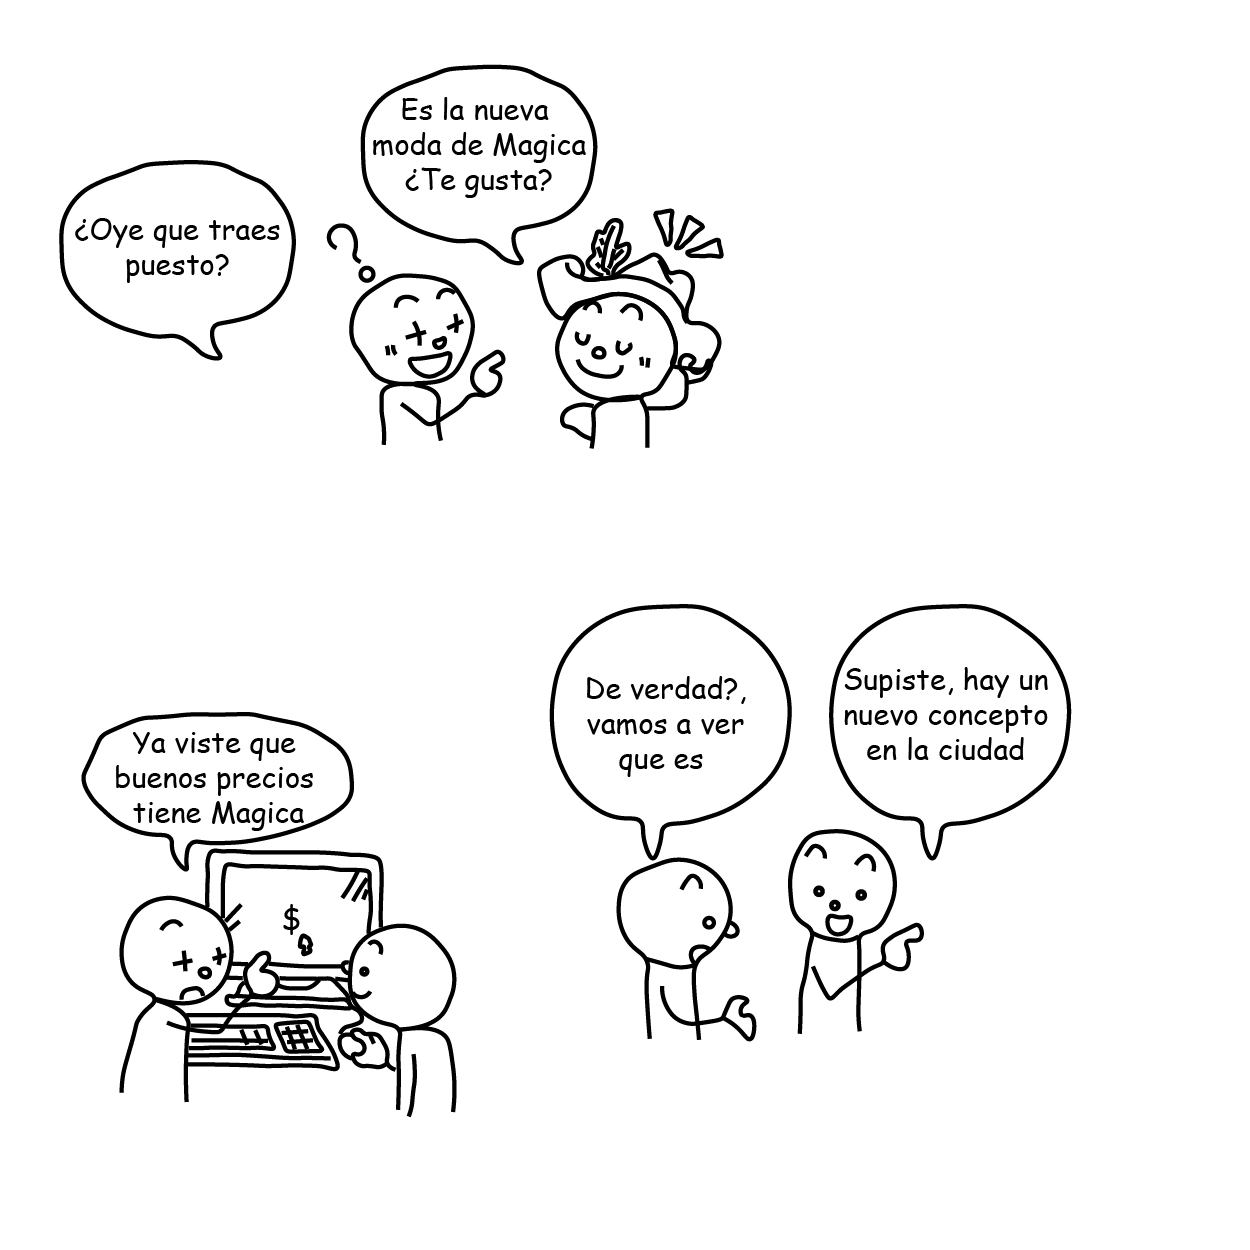 ¿Oye que traes
puesto?
Es la nueva
moda de Magica
¿Te gusta?
Ya viste que
buenos precios
tiene Magica
$
De verdad?,
vamos a ver
que es
Supiste, hay un
nuevo concepto
en la ciudad